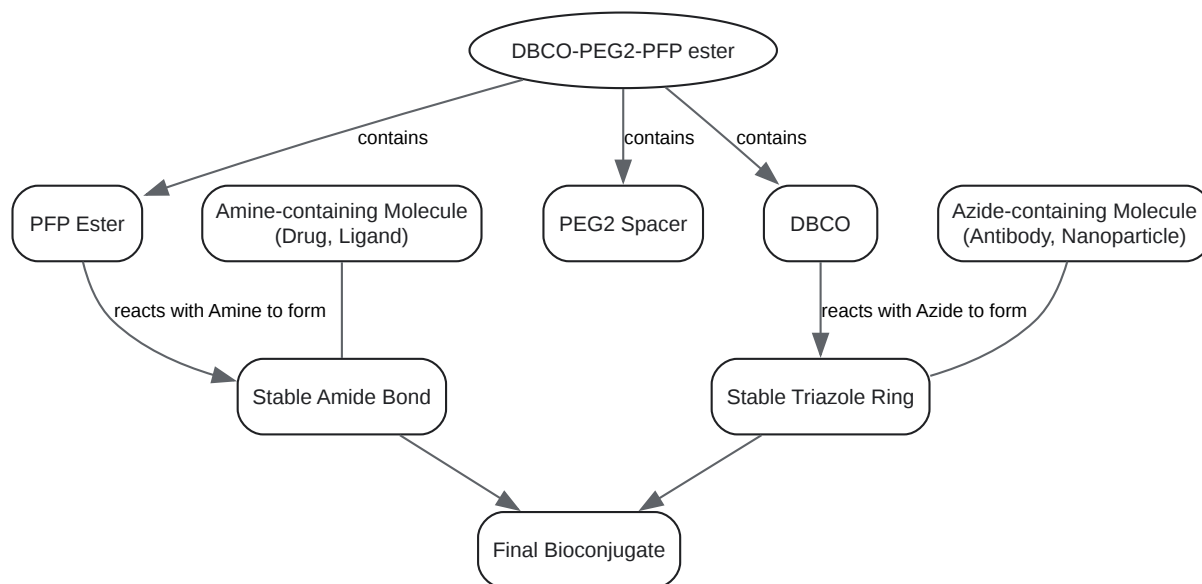 DBCO-PEG2-PFP ester
contains
contains
contains
PFP Ester
Amine-containing Molecule
(Drug, Ligand)
PEG2 Spacer
DBCO
Azide-containing Molecule
(Antibody, Nanoparticle)
reacts with Amine to form
reacts with Azide to form
Stable Amide Bond
Stable Triazole Ring
Final Bioconjugate